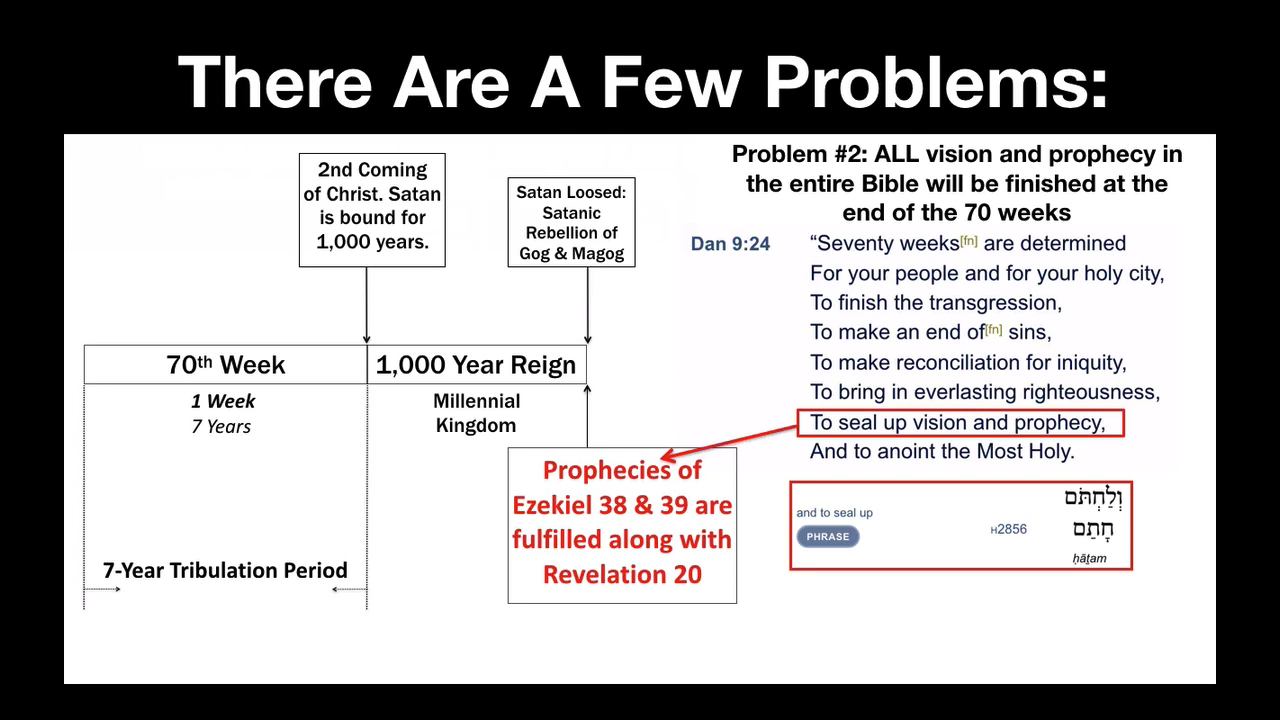 There Are A Few Problems:
2nd Coming
of Christ. Satan
is bound for
1,000 years.
Satan Loosed:
Satanic
Rebellion of
Gog & Magog
70th Week
1,000 Year Reign
1 Week
7 Years
Millennial
Kingdom
Prophecies of
Ezekiel 38 & 39 are
fulfilled along with
Revelation 20
7-Year Tribulation Period
Problem #2: ALL vision and prophecy in
the entire Bible will be finished at the
end of the 70 weeks
Dan 9:24 “Seventy weeks[fn] are determined
For your people and for your holy city,
To finish the transgression,
To make an end of[fn] sins,
To make reconciliation for iniquity,
To bring in everlasting righteousness,
To seal up vision and prophecy,
And to anoint the Most Holy.
and to seal up
PHRASE
H2856
וְלַחְתֹּם
חָתַם
ḥāṯam